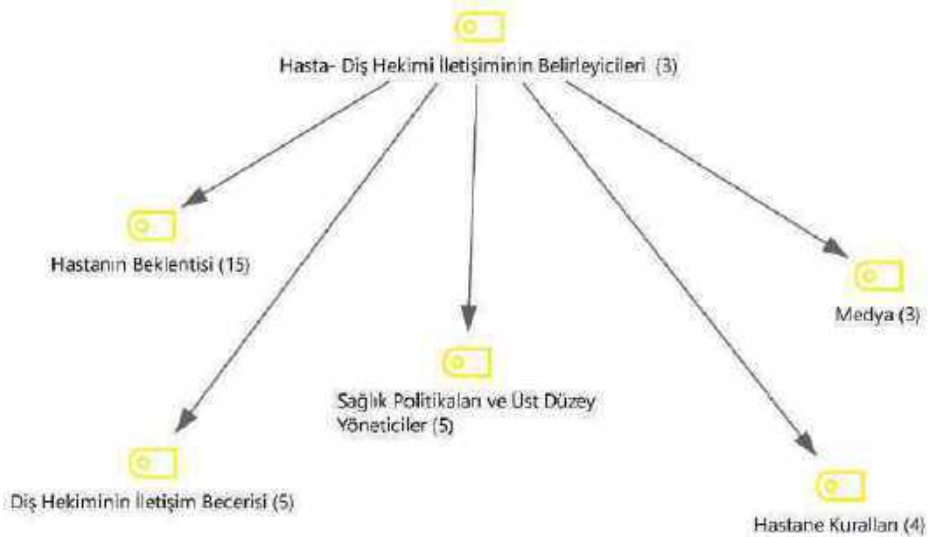 Hasta- Diş Hekimi İletişiminin Belirleyicileri (3)
Hastanın Beklentisi (15)
Medya (3)
Sağlık Politikaları ve Üst Düzey
Yöneticiler (5)
Diş Hekiminin İletişim Becerisi (5)
Hastane Kuralları (4)